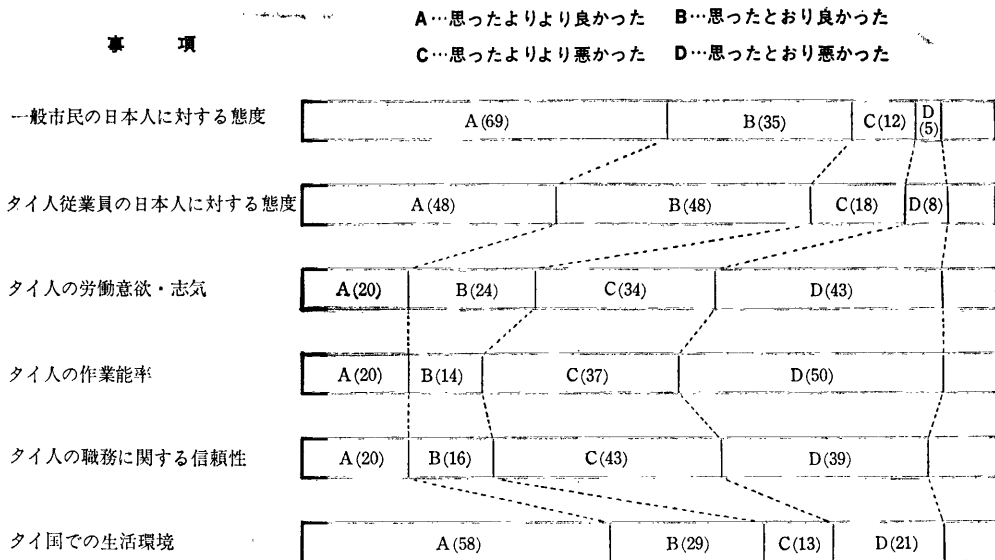 A…思ったよりより良かった B…思ったとおり良かった
事 項
C…思ったよりより悪かった D…思ったとおり悪かった
一般市民の日本人に対する態度 A(69) B(35) C(12) D(5)
タイ人従業員の日本人に対する態度 A(48) B(48) C(18) D(8)
タイ人の労働意欲・志気 A(20) B(24) C(34) D(43)
タイ人の作業能率 A(20) B(14) C(37) D(50)
タイ人の職務に関する信頼性 A(20) B(16) C(43) D(39)
タイ国での生活環境 A(58) B(29) C(13) D(21)